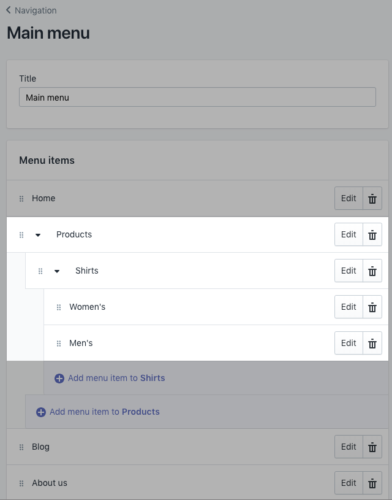 Navigation
Main menu
Title
Main menu
Menu items
Home Edit
Products Edit
Shirts Edit
Women's Edit
Men's Edit
Add menu item to Shirts
Add menu item to Products
Blog Edit
About us Edit